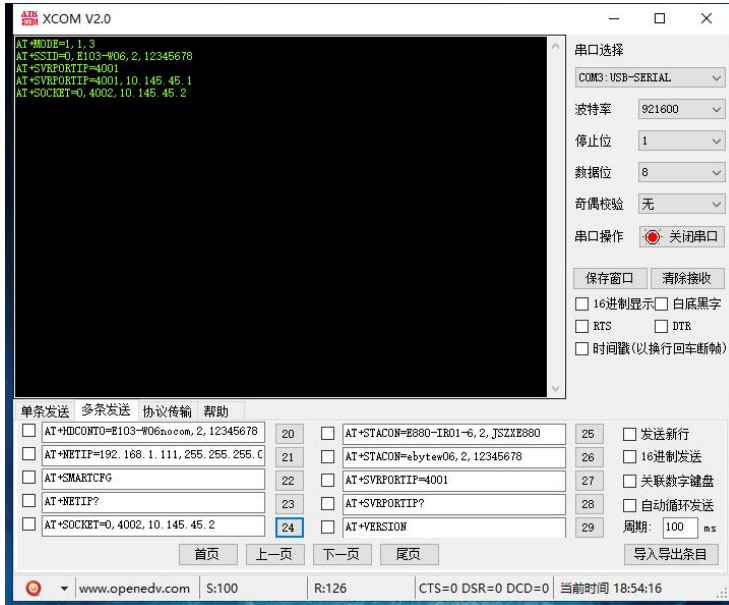 ATK XCOM XCOM V2.0
AT+MODE=1,1,3
AT+SSID=0,E103-W06,2,12345678
AT+SVRPORTIP=4001
AT+SVRPORTIP=4001,10.145.45.1
AT+SOCKET=0,4002,10.145.45.2
串口选择
COM3:USB-SERIAL
波特率 921600
停止位 1
数据位 8
奇偶校验 无
串口操作 关闭串口
保存窗口 清除接收
16进制显示 白底黑字
RTS DTR
时间戳(以换行回车断帧)
单条发送 多条发送 协议传输 帮助
AT+HDCONTO=E103-W06nocom,2,12345678 20 AT+STACON=E880-IR01-6,2,JSZXE880 25 发送新行
AT+NETIP=192.168.1.111,255.255.255.0 21 AT+STACON=ebytew06,2,12345678 26 16进制发送
AT+SMARTCFG 22 AT+SVRPORTIP=4001 27 关联数字键盘
AT+NETIP? 23 AT+SVRPORTIP? 28 自动循环发送
AT+SOCKET=0,4002,10.145.45.2 24 AT+VERSION 29 周期: 100 ms
首页 上一页 下一页 尾页 导入导出条目
www.openedv.com S:100 R:126 CTS=0 DSR=0 DCD=0 当前时间 18:54:16